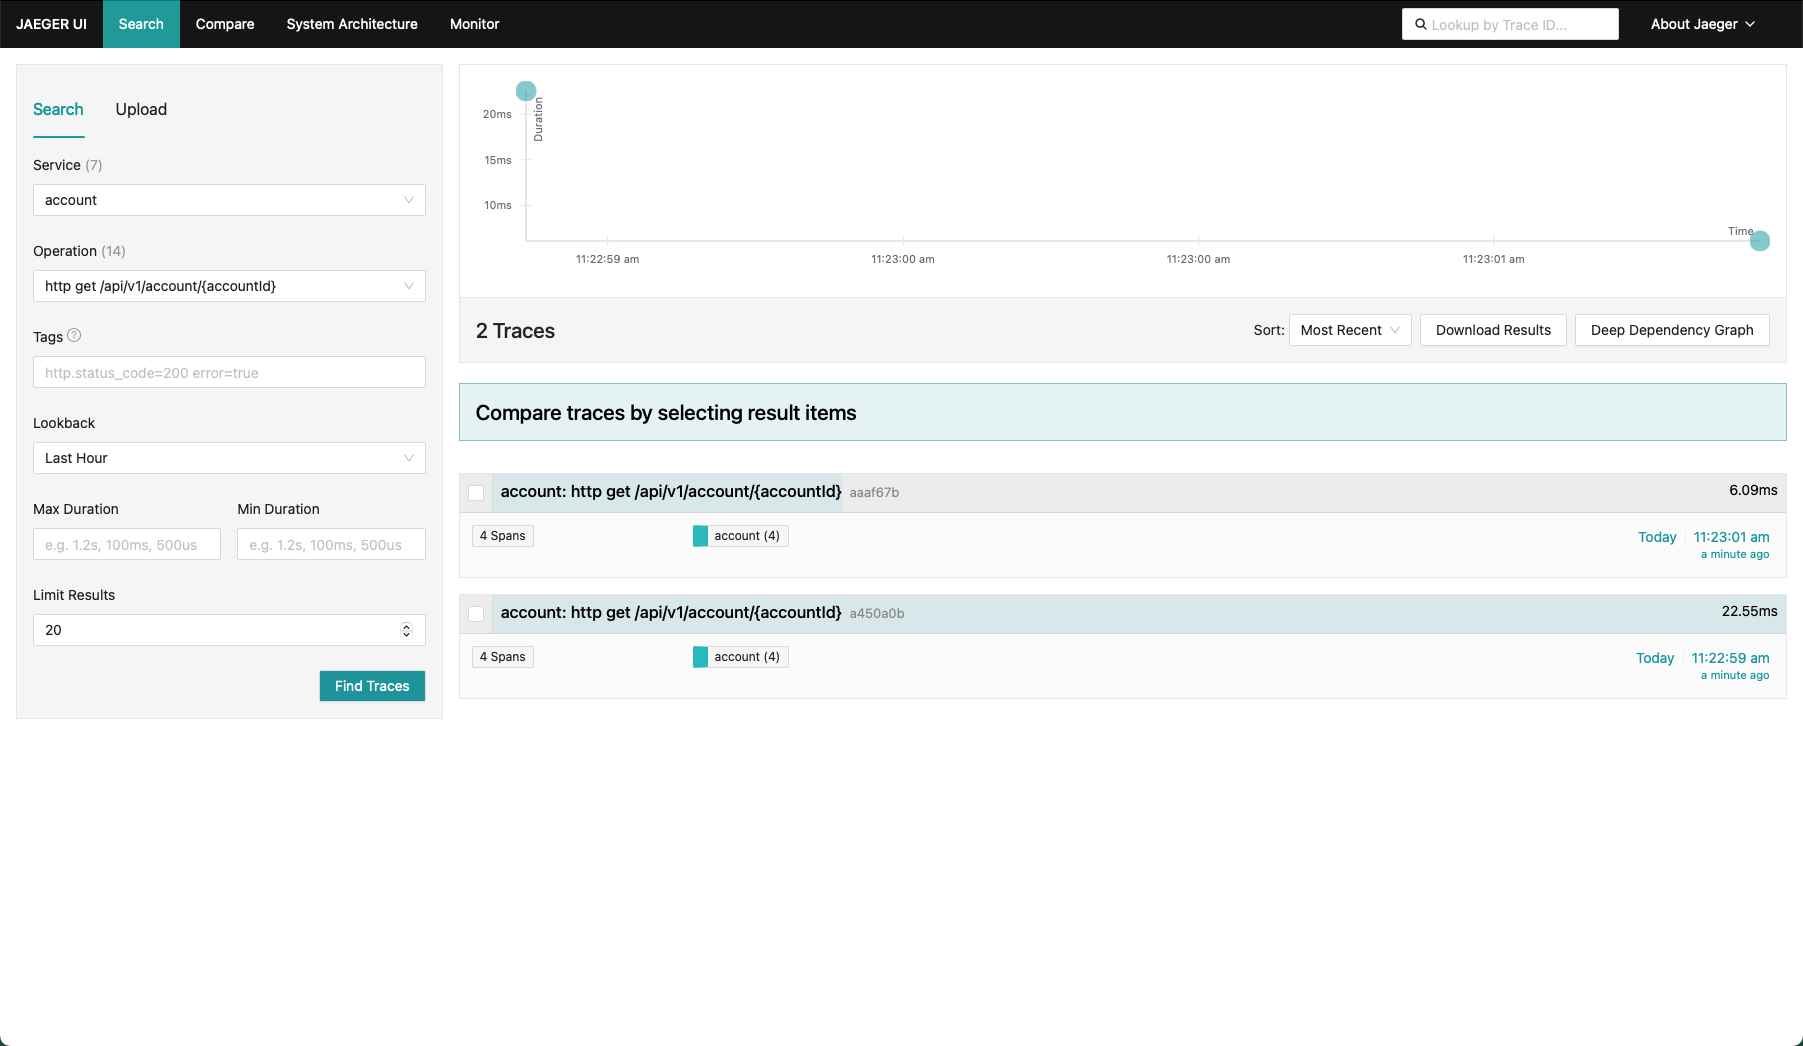 JAEGER UI Search Compare System Architecture Monitor Lookup by Trace ID... About Jaeger
Search Upload
Service (7)
account
Operation (14)
http get /api/v1/account/{accountId}
Tags ?
http.status_code=200 error=true
Lookback
Last Hour
Max Duration Min Duration
e.g. 1.2s, 100ms, 500us e.g. 1.2s, 100ms, 500us
Limit Results
20
Find Traces
Duration
20ms
15ms
10ms
Time
11:22:59 am 11:23:00 am 11:23:00 am 11:23:01 am
2 Traces Sort: Most Recent Download Results Deep Dependency Graph
Compare traces by selecting result items
account: http get /api/v1/account/{accountId} aaaf67b 6.09ms
4 Spans account (4) Today 11:23:01 am
a minute ago
account: http get /api/v1/account/{accountId} a450a0b 22.55ms
4 Spans account (4) Today 11:22:59 am
a minute ago